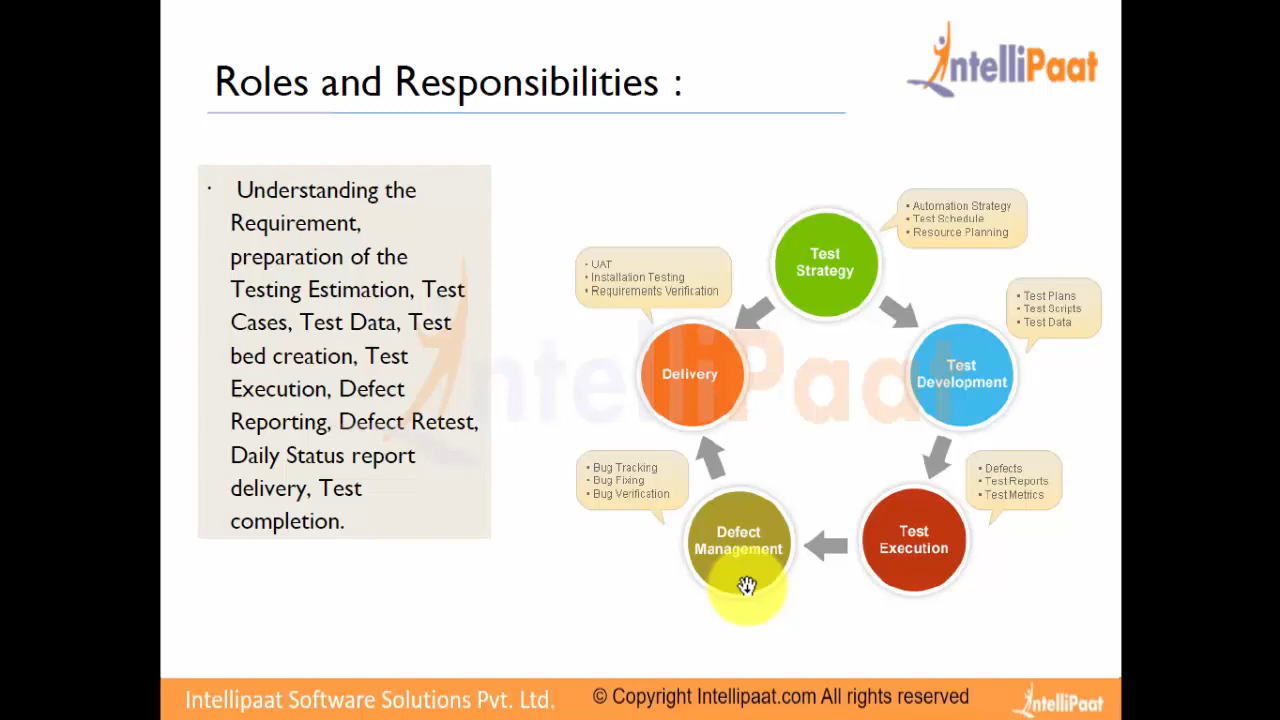 IntelliPaat
Roles and Responsibilities :
· Understanding the
Requirement,
preparation of the
Testing Estimation, Test
Cases, Test Data, Test
bed creation, Test
Execution, Defect
Reporting, Defect Retest,
Daily Status report
delivery, Test
completion.
Test
Strategy
• Automation Strategy
• Test Schedule
• Resource Planning
Test
Development
• Test Plans
• Test Scripts
• Test Data
Test
Execution
• Defects
• Test Reports
• Test Metrics
Defect
Management
• Bug Tracking
• Bug Fixing
• Bug Verification
Delivery
• UAT
• Installation Testing
• Requirements Verification
IntelliPaat
Intellipaat Software Solutions Pvt. Ltd.
© Copyright Intellipaat.com All rights reserved
IntelliPaat